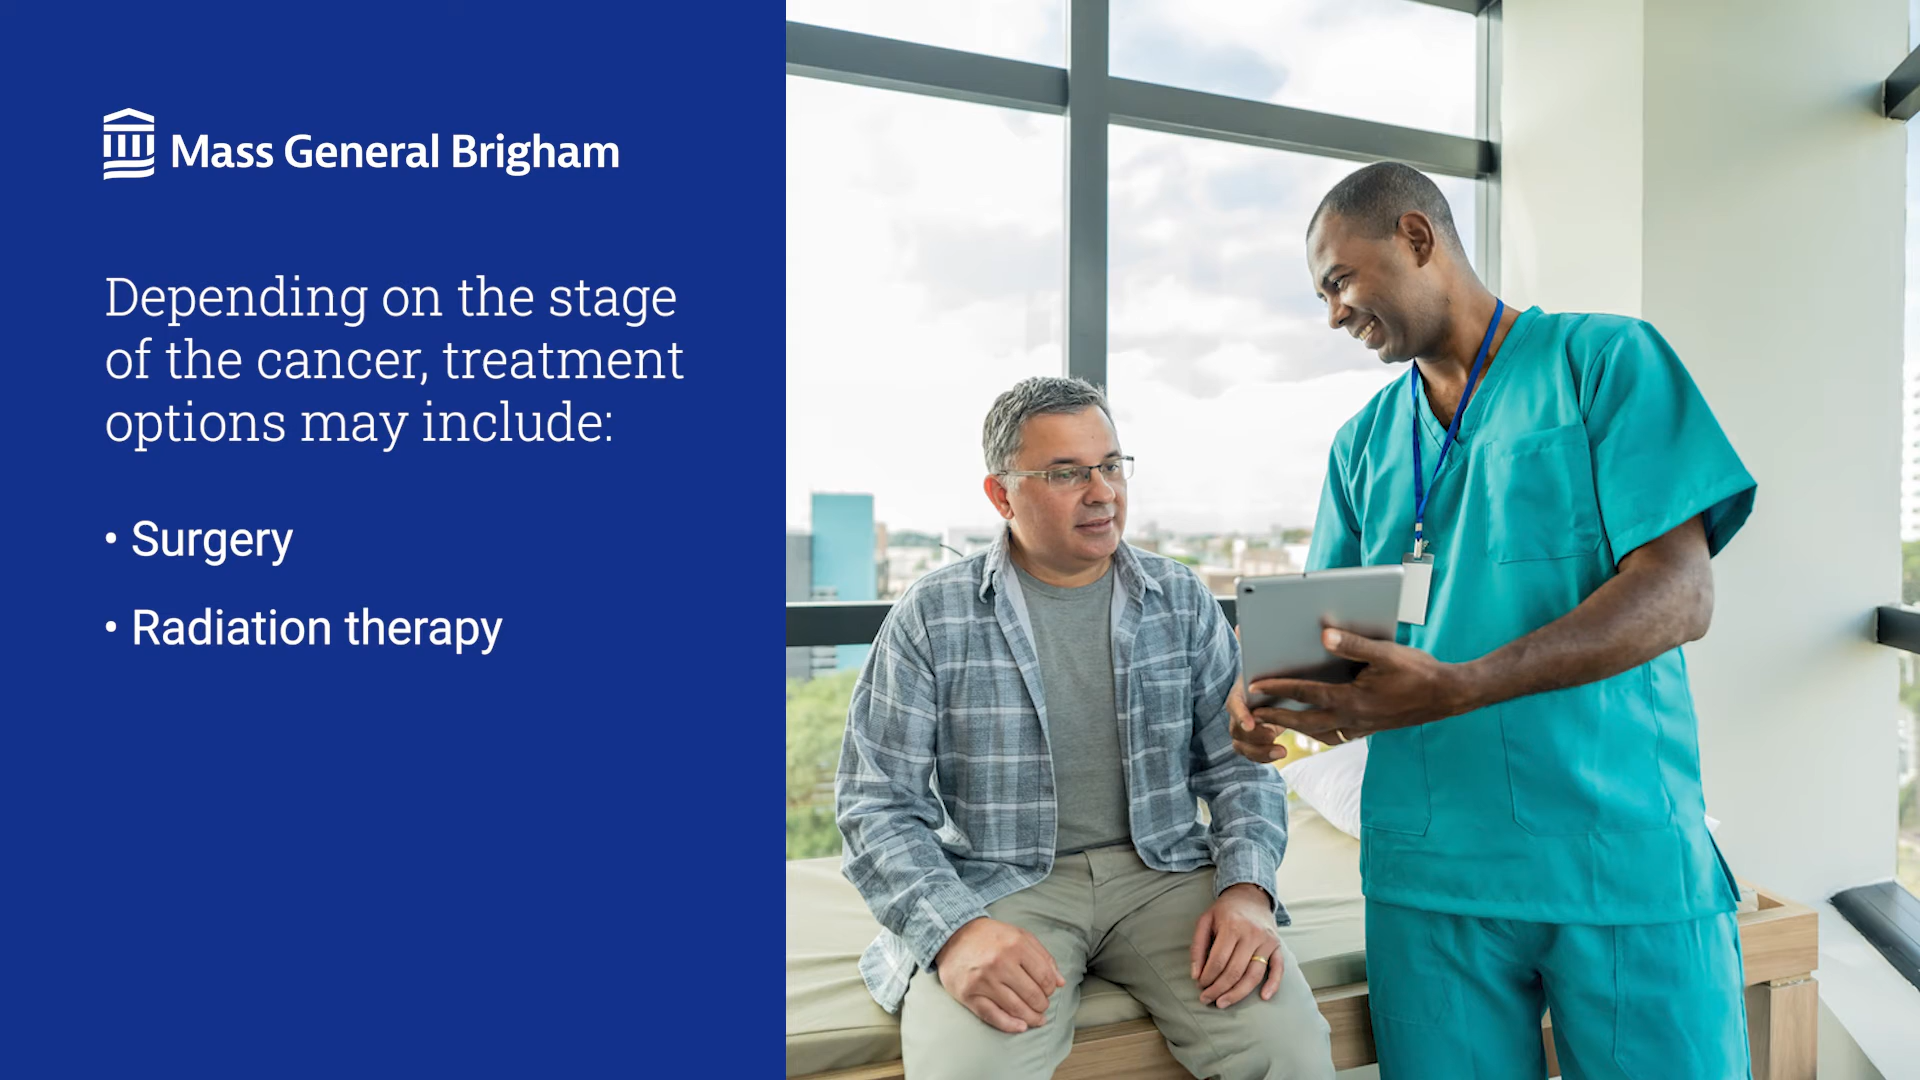 Mass General Brigham
Depending on the stage
of the cancer, treatment
options may include:
• Surgery
• Radiation therapy